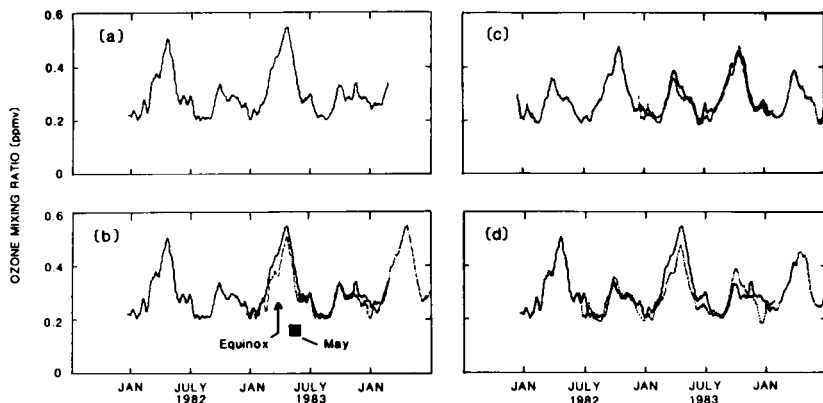 OZONE MIXING RATIO (ppmv)
0.6
0.4
0.2
0
(a)
(c)
0.6
0.4
0.2
0
(b)
(d)
Equinox
May
JAN JULY JAN JULY JAN
1982 1983
JAN JULY JAN JULY JAN
1982 1983